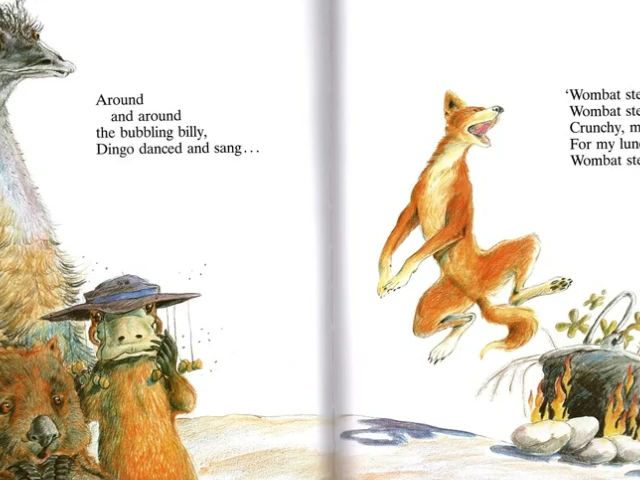 Around
and around
the bubbling billy,
Dingo danced and sang...
'Wombat
Wombat
Crunchy,
For my
Wombat